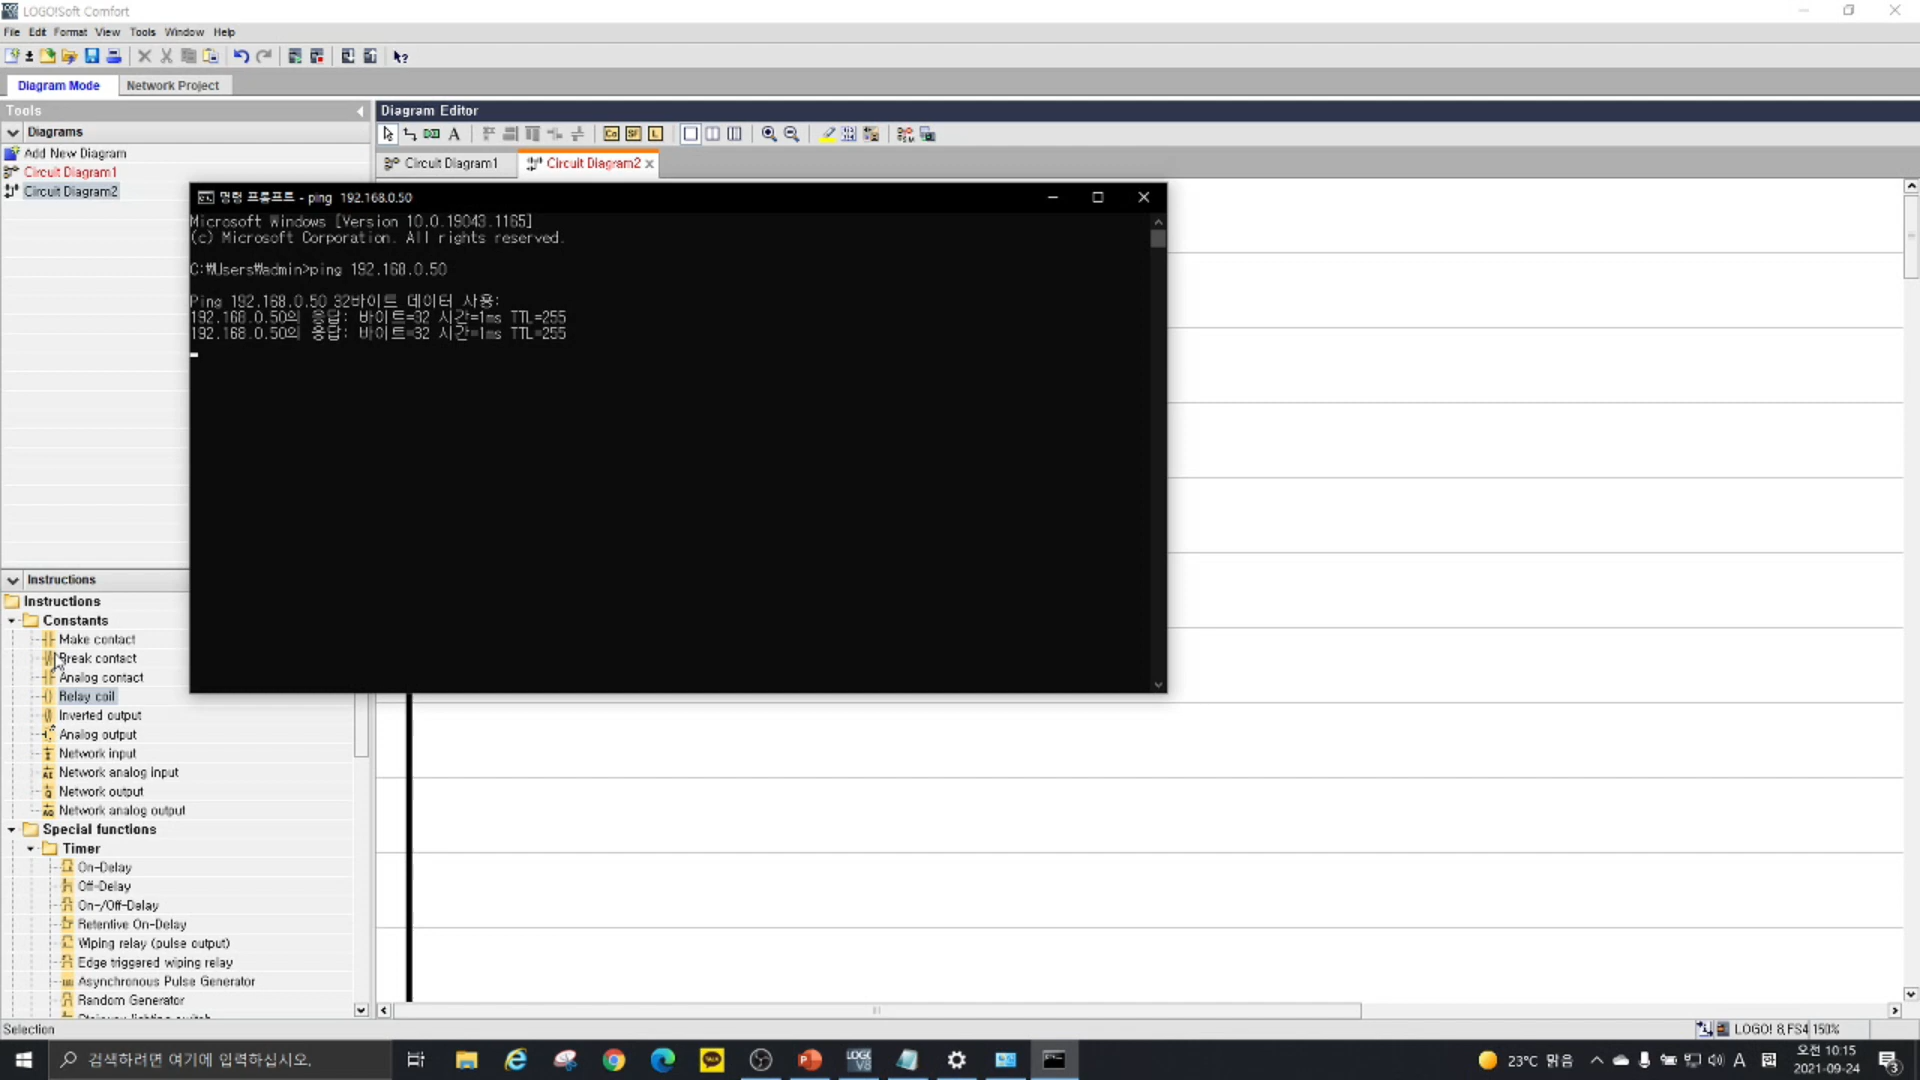 LOGO!Soft Comfort
File Edit Format View Tools Window Help
Diagram Mode Network Project
Tools
Diagram Editor
Diagrams
Add New Diagram
Circuit Diagram1
Circuit Diagram2
Circuit Diagram1 Circuit Diagram2
명령 프롬프트 - ping 192.168.0.50
Microsoft Windows [Version 10.0.19043.1165]
(c) Microsoft Corporation. All rights reserved.
C:₩Users₩admin>ping 192.168.0.50
Ping 192.168.0.50 32바이트 데이터 사용:
192.168.0.50의 응답: 바이트=32 시간=1ms TTL=255
192.168.0.50의 응답: 바이트=32 시간=1ms TTL=255
Instructions
Instructions
Constants
Make contact
Break contact
Analog contact
Relay coil
Inverted output
Analog output
Network input
Network analog input
Network output
Network analog output
Special functions
Timer
On-Delay
Off-Delay
On-/Off-Delay
Retentive On-Delay
Wiping relay (pulse output)
Edge triggered wiping relay
Asynchronous Pulse Generator
Random Generator
Selection
LOGO! 8.FS4 150%
검색하려면 여기에 입력하십시오.
23°C 맑음
A
오전 10:15
2021-09-24
3